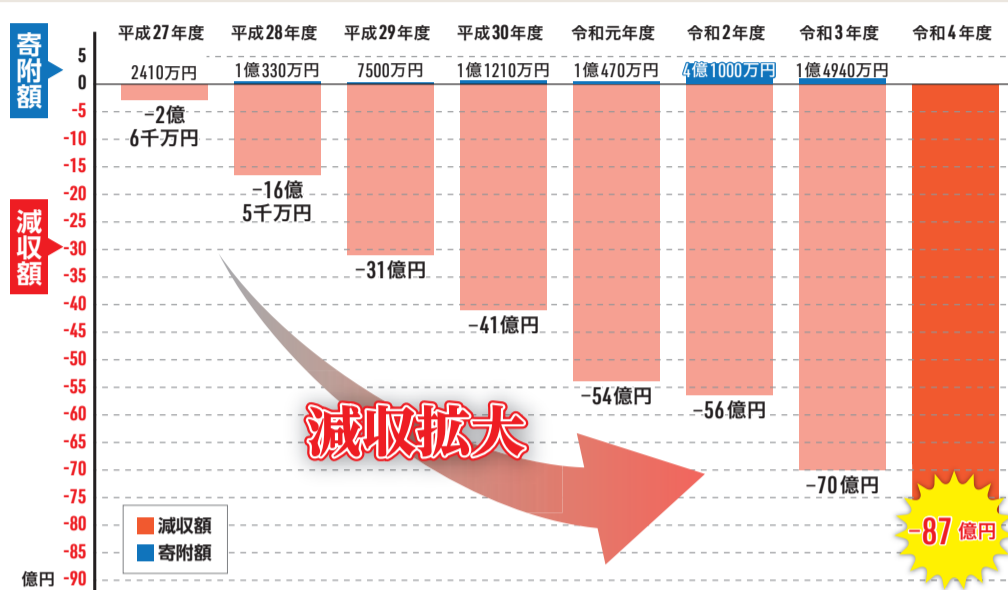 寄附額
平成27年度 平成28年度 平成29年度 平成30年度 令和元年度 令和2年度 令和3年度 令和4年度
2410万円 1億330万円 7500万円 1億1210万円 1億470万円 4億1000万円 1億4940万円
5
0
-5
-10
-15
-20
-25
-30
-35
-40
-45
-50
-55
-60
-65
-70
-75
-80
-85
億円 -90
減収額
−2億
6千万円
−16億
5千万円
−31億円
−41億円
−54億円
−56億円
−70億円
−87億円
減収拡大
減収額
寄附額